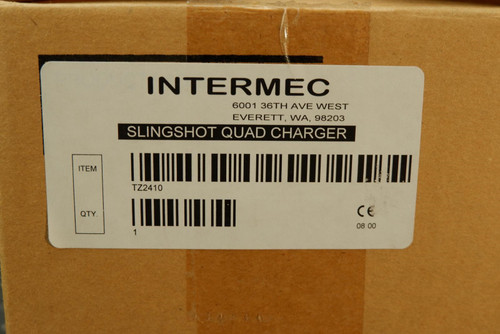 INTERMEC
6001 36TH AVE WEST
EVERETT, WA, 98203
SLINGSHOT QUAD CHARGER
ITEM
TZ2410
QTY
1
CE
08 00